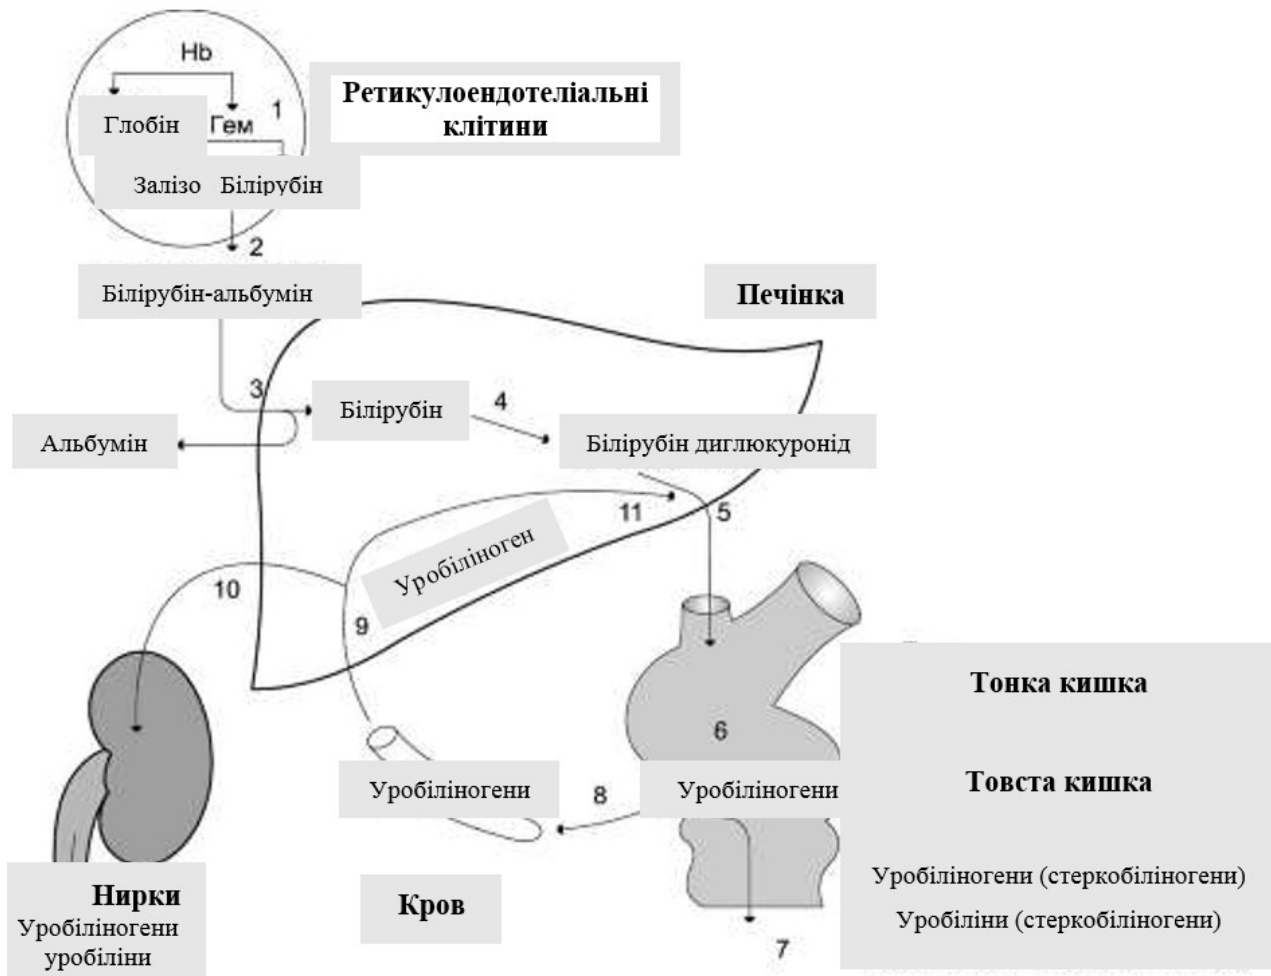 Hb
Глобін
Гем
1
Ретикулоендотеліальні
клітини
Залізо Білірубін
2
Білірубін-альбумін
Печінка
3
Білірубін
4
Альбумін
Білірубін диглюкуронід
11
5
Уробіліноген
10
9
Тонка кишка
6
Товста кишка
Уробіліногени
8
Уробіліногени
Уробіліногени (стеркобіліногени)
Уробіліни (стеркобіліногени)
Нирки
Уробіліногени
уробіліни
Кров
7